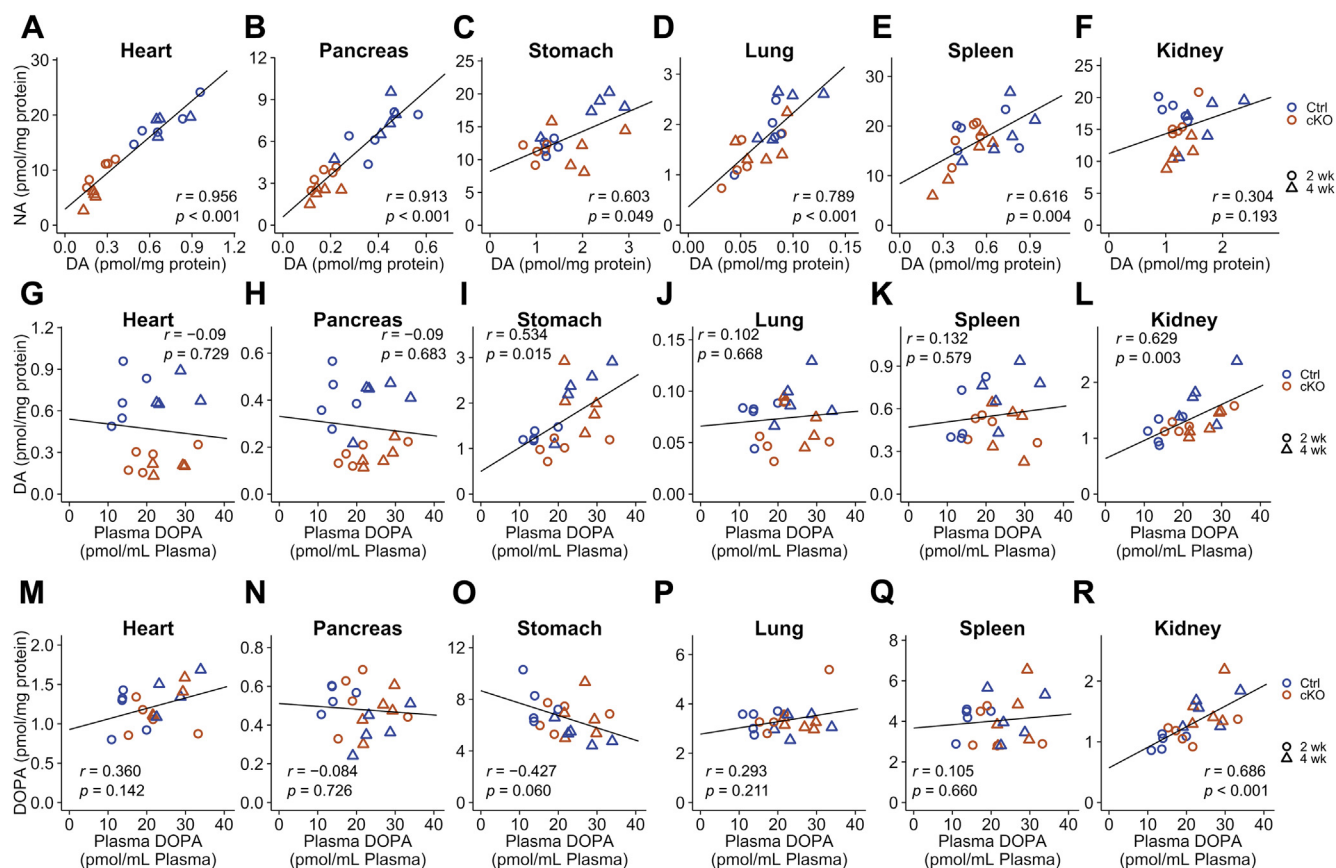 A B C D E F
Heart Pancreas Stomach Lung Spleen Kidney
NA (pmol/mg protein)
30
20
10
0
0.0 0.3 0.6 0.9 1.2
DA (pmol/mg protein)
r = 0.956
p < 0.001
12
9
6
3
0
0.0 0.2 0.4 0.6
DA (pmol/mg protein)
r = 0.913
p < 0.001
25
20
15
10
5
0
0 1 2 3
DA (pmol/mg protein)
r = 0.603
p = 0.049
3
2
1
0
0.00 0.05 0.10 0.15
DA (pmol/mg protein)
r = 0.789
p < 0.001
30
20
10
0
0.0 0.3 0.6 0.9
DA (pmol/mg protein)
r = 0.616
p = 0.004
25
20
15
10
5
0
0 1 2
DA (pmol/mg protein)
r = 0.304
p = 0.193
Ctrl
cKO
2 wk
4 wk
G H I J K L
Heart Pancreas Stomach Lung Spleen Kidney
DA (pmol/mg protein)
1.2
0.9
0.6
0.3
0.0
r = −0.09
p = 0.729
0 10 20 30 40
Plasma DOPA
(pmol/mL Plasma)
0.6
0.4
0.2
0.0
r = −0.09
p = 0.683
0 10 20 30 40
Plasma DOPA
(pmol/mL Plasma)
3
2
1
0
r = 0.534
p = 0.015
0 10 20 30 40
Plasma DOPA
(pmol/mL Plasma)
0.15
0.10
0.05
0.00
r = 0.102
p = 0.668
0 10 20 30 40
Plasma DOPA
(pmol/mL Plasma)
0.9
0.6
0.3
0.0
r = 0.132
p = 0.579
0 10 20 30 40
Plasma DOPA
(pmol/mL Plasma)
3
2
1
0
r = 0.629
p = 0.003
0 10 20 30 40
Plasma DOPA
(pmol/mL Plasma)
Ctrl
cKO
2 wk
4 wk
M N O P Q R
Heart Pancreas Stomach Lung Spleen Kidney
DOPA (pmol/mg protein)
2.0
1.5
1.0
0.5
0.0
r = 0.360
p = 0.142
0 10 20 30 40
Plasma DOPA
(pmol/mL Plasma)
0.8
0.6
0.4
0.2
0.0
r = −0.084
p = 0.726
0 10 20 30 40
Plasma DOPA
(pmol/mL Plasma)
12
9
6
3
0
r = −0.427
p = 0.060
0 10 20 30 40
Plasma DOPA
(pmol/mL Plasma)
6
4
2
0
r = 0.293
p = 0.211
0 10 20 30 40
Plasma DOPA
(pmol/mL Plasma)
8
6
4
2
0
r = 0.105
p = 0.660
0 10 20 30 40
Plasma DOPA
(pmol/mL Plasma)
2
1
0
r = 0.686
p < 0.001
0 10 20 30 40
Plasma DOPA
(pmol/mL Plasma)
Ctrl
cKO
2 wk
4 wk